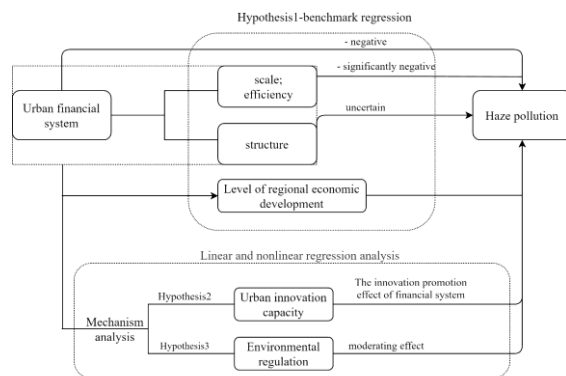 Hypothesis1-benchmark regression
- negative
- significantly negative
scale;
efficiency
Urban financial
system
uncertain
Haze pollution
structure
Level of regional economic
development
Linear and nonlinear regression analysis
Hypothesis2
Urban innovation
capacity
The innovation promotion
effect of financial system
Mechanism
analysis
Hypothesis3
Environmental
regulation
moderating effect